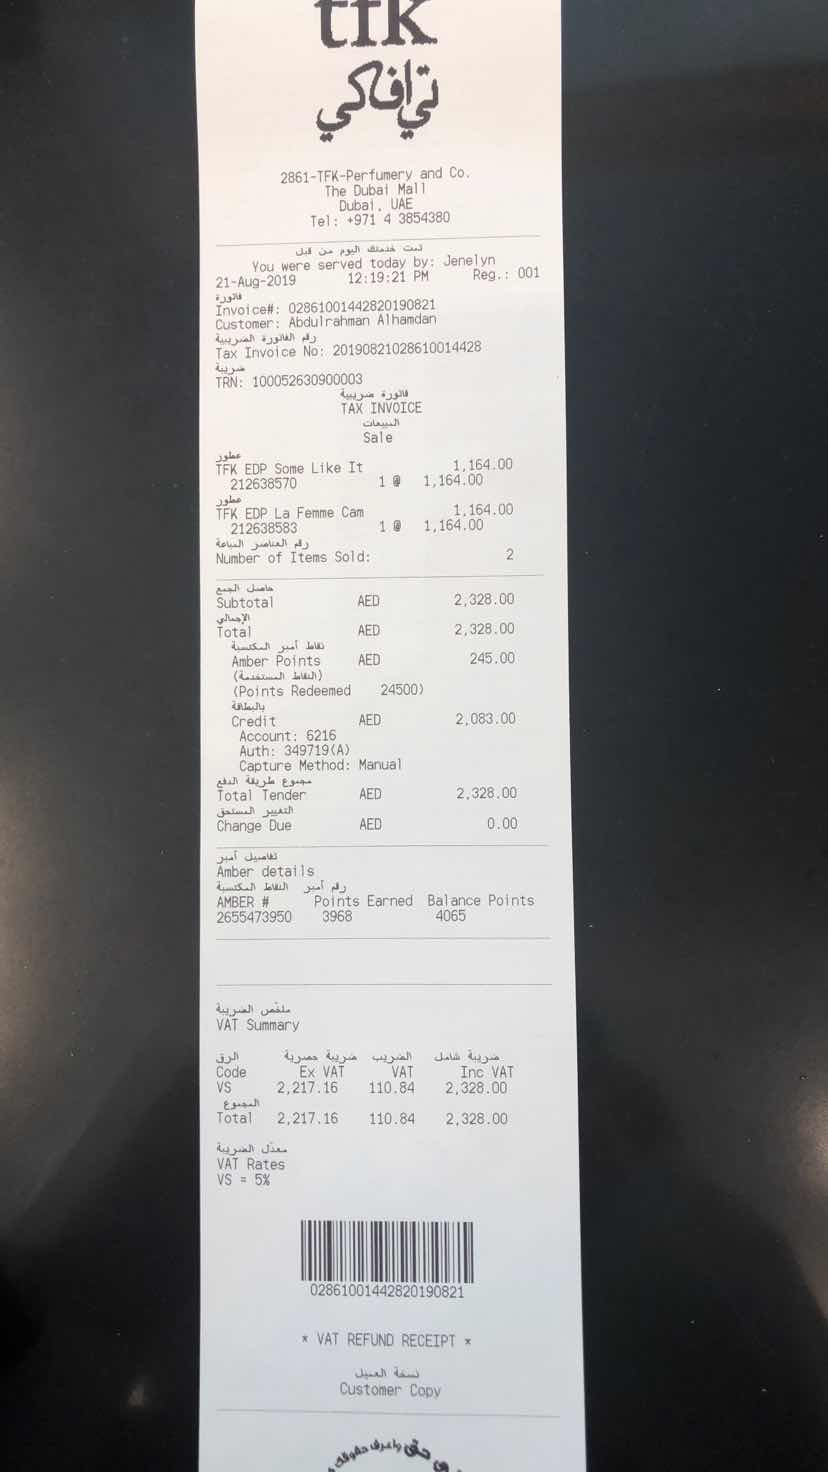 tfk
تي اف كي
2861-TFK-Perfumery and Co.
The Dubai Mall
Dubai, UAE
Tel: +971 4 3854380
تمت خدمتك اليوم من قبل
You were served today by: Jenelyn
21-Aug-2019 12:19:21 PM Reg.: 001
فاتورة
Invoice#: 02861001442820190821
Customer: Abdulrahman Alhamdan
رقم الفاتورة الضريبية
Tax Invoice No: 20190821028610014428
ضريبة
TRN: 100052630900003
فاتورة ضريبية
TAX INVOICE
المبيعات
Sale
عطور
TFK EDP Some Like It 1,164.00
212638570 1 @ 1,164.00
عطور
TFK EDP La Femme Cam 1,164.00
212638583 1 @ 1,164.00
رقم العناصر المباعة
Number of Items Sold: 2
حاصل الجمع
Subtotal AED 2,328.00
الإجمالي
Total AED 2,328.00
نقاط أمبر المكتسبة
Amber Points AED 245.00
(النقاط المستخدمة)
(Points Redeemed 24500)
بالبطاقة
Credit AED 2,083.00
Account: 6216
Auth: 349719(A)
Capture Method: Manual
مجموع طريقة الدفع
Total Tender AED 2,328.00
التغيير المستحق
Change Due AED 0.00
تفاصيل أمبر
Amber details
رقم أمبر النقاط المكتسبة
AMBER # Points Earned Balance Points
2655473950 3968 4065
ملخص الضريبة
VAT Summary
الرق ضريبة حصرية الضريب ضريبة شامل
Code Ex VAT VAT Inc VAT
VS 2,217.16 110.84 2,328.00
المجموع
Total 2,217.16 110.84 2,328.00
معدّل الضريبة
VAT Rates
VS = 5%
02861001442820190821
* VAT REFUND RECEIPT *
نسخة العميل
Customer Copy
حقي واعرف حقوقك